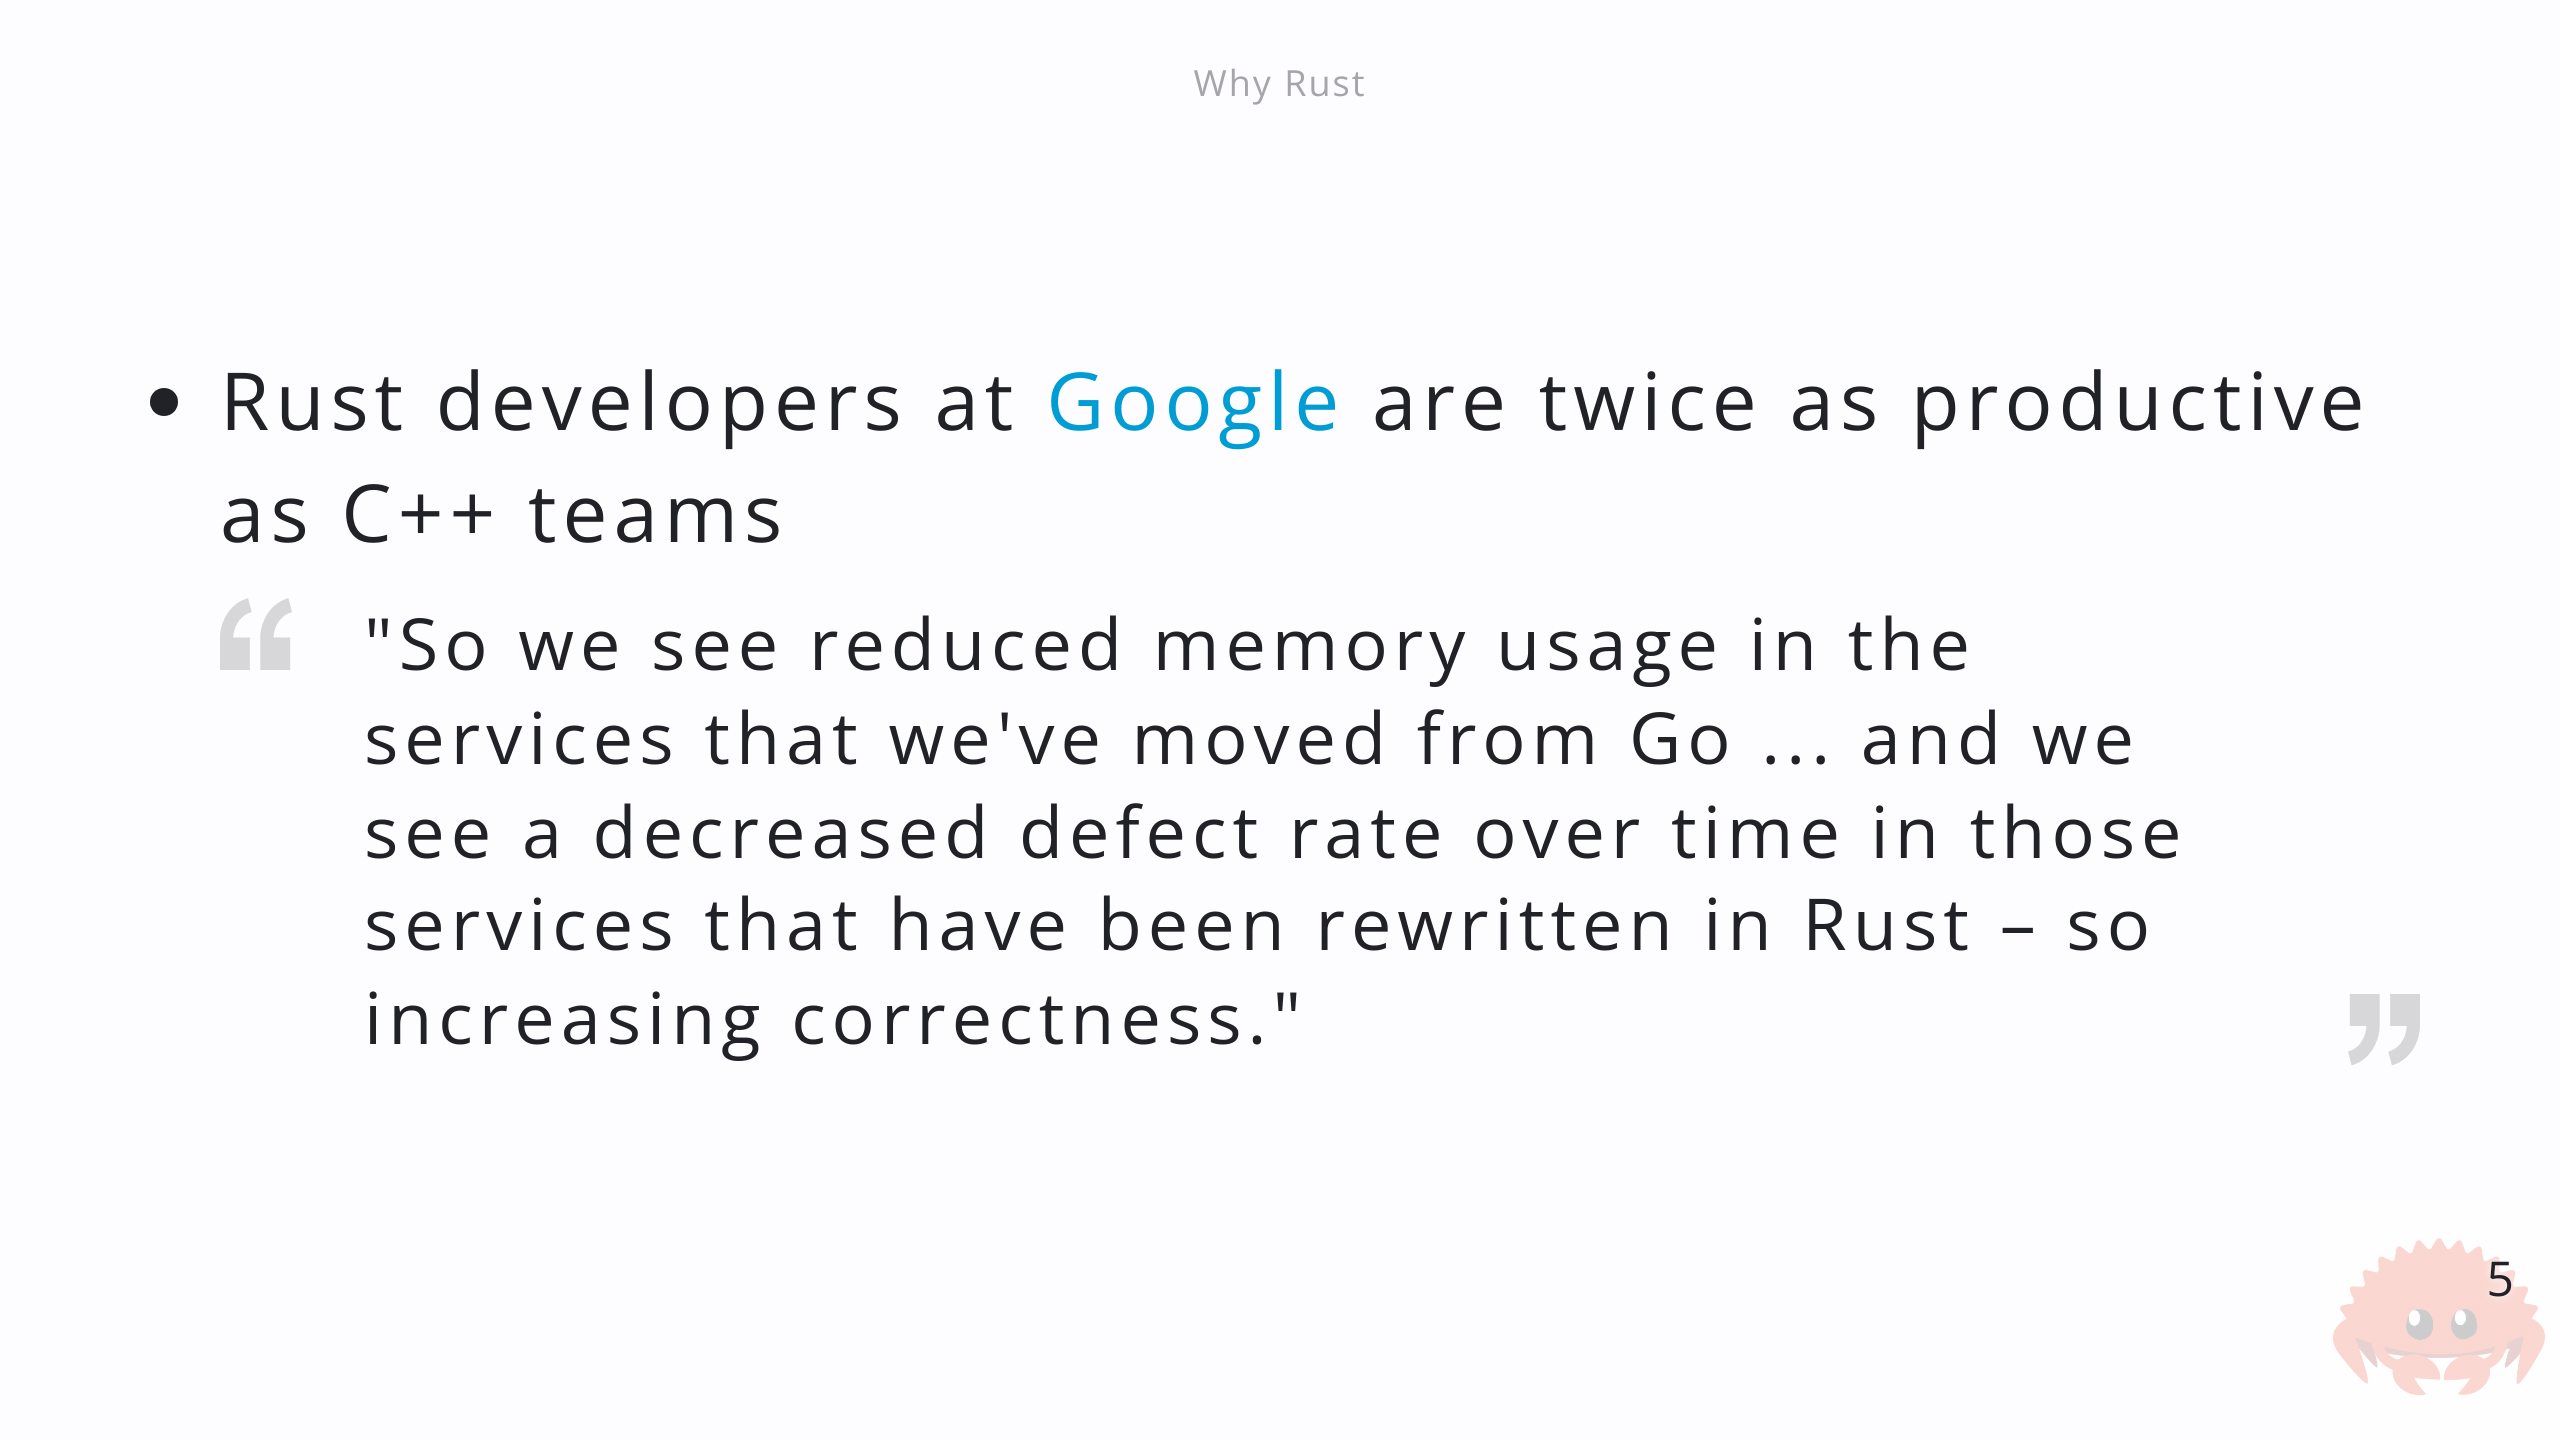 Why Rust
• Rust developers at Google are twice as productive
as C++ teams
"So we see reduced memory usage in the
services that we've moved from Go ... and we
see a decreased defect rate over time in those
services that have been rewritten in Rust – so
increasing correctness."
5